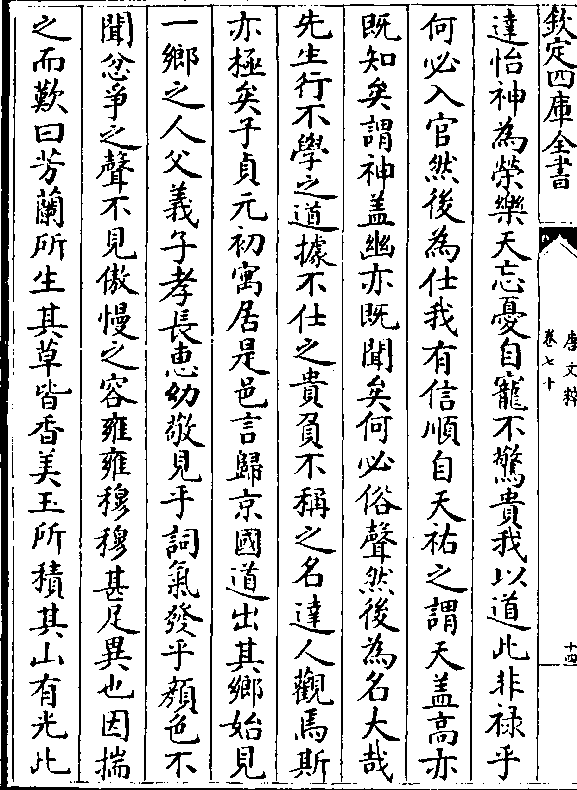 欽定四庫全書
唐文粹
卷七十
十四
達怡神為榮樂天忘憂自寵不驚貴我以道此非祿乎
何必入官然後為仕我有信順自天祐之謂天盖高亦
既知矣謂神盖幽亦既聞矣何必俗聲然後為名大哉
先生行不學之道據不仕之貴負不稱之名達人觀焉斯
亦極矣予貞元初寓居是邑言歸京國道出其鄉始見
一鄉之人父義子孝長惠幼敬見乎詞氣發乎顏色不
聞忿爭之聲不見傲慢之容雍雍穆穆甚足異也因揣
之而歎曰芳蘭所生其草皆香美玉所積其山有光此